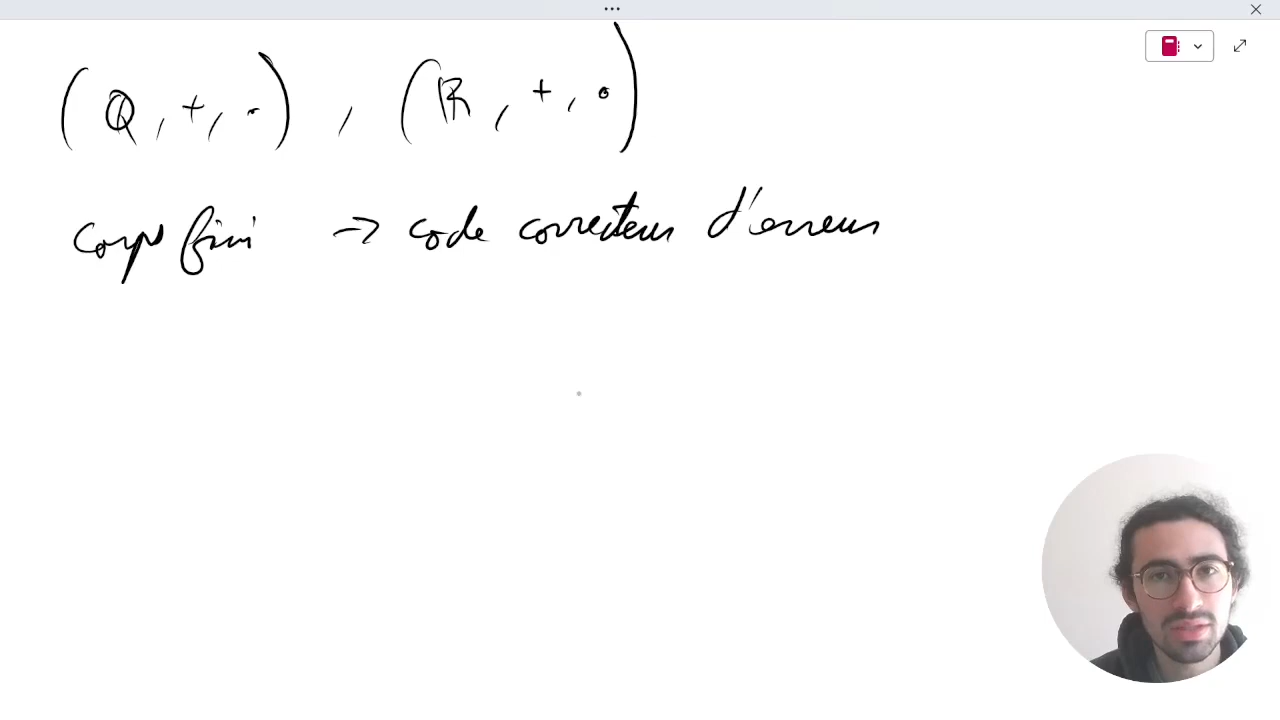 (Q, +, ·), (ℝ, +, ·)
corps fini → code correcteur d'erreurs